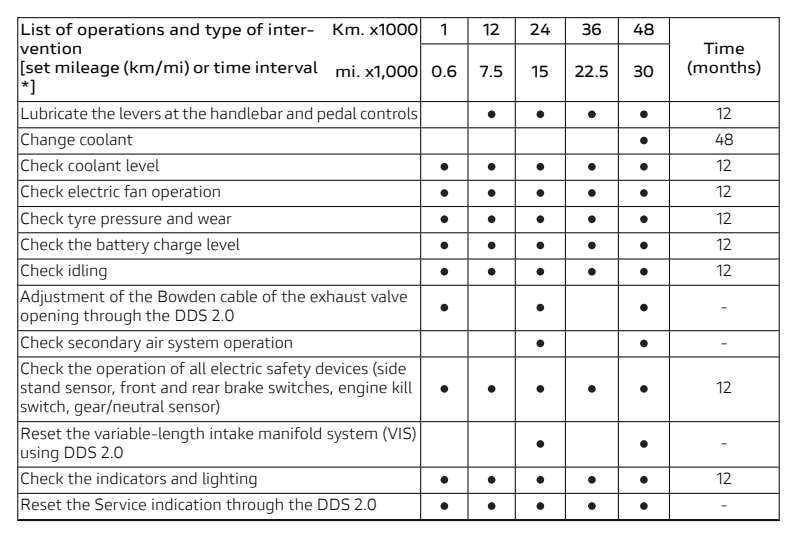 List of operations and type of inter- Km. x1000 1 12 24 36 48 Time
vention (months)
[set mileage (km/mi) or time interval mi. x1,000 0.6 7.5 15 22.5 30
*]
Lubricate the levers at the handlebar and pedal controls ● ● ● ● 12
Change coolant ● 48
Check coolant level ● ● ● ● ● 12
Check electric fan operation ● ● ● ● ● 12
Check tyre pressure and wear ● ● ● ● ● 12
Check the battery charge level ● ● ● ● ● 12
Check idling ● ● ● ● ● 12
Adjustment of the Bowden cable of the exhaust valve
opening through the DDS 2.0 ● ● ● -
Check secondary air system operation ● ● -
Check the operation of all electric safety devices (side
stand sensor, front and rear brake switches, engine kill ● ● ● ● ● 12
switch, gear/neutral sensor)
Reset the variable-length intake manifold system (VIS)
using DDS 2.0 ● ● -
Check the indicators and lighting ● ● ● ● ● 12
Reset the Service indication through the DDS 2.0 ● ● ● ● ● -